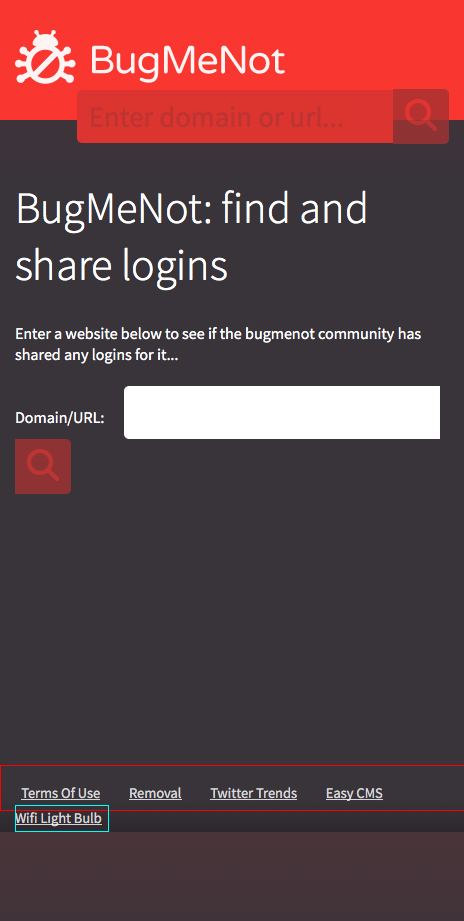 BugMeNot
Enter domain or url...
BugMeNot: find and
share logins
Enter a website below to see if the bugmenot community has
shared any logins for it...
Domain/URL:
Terms Of Use Removal Twitter Trends Easy CMS
Wifi Light Bulb